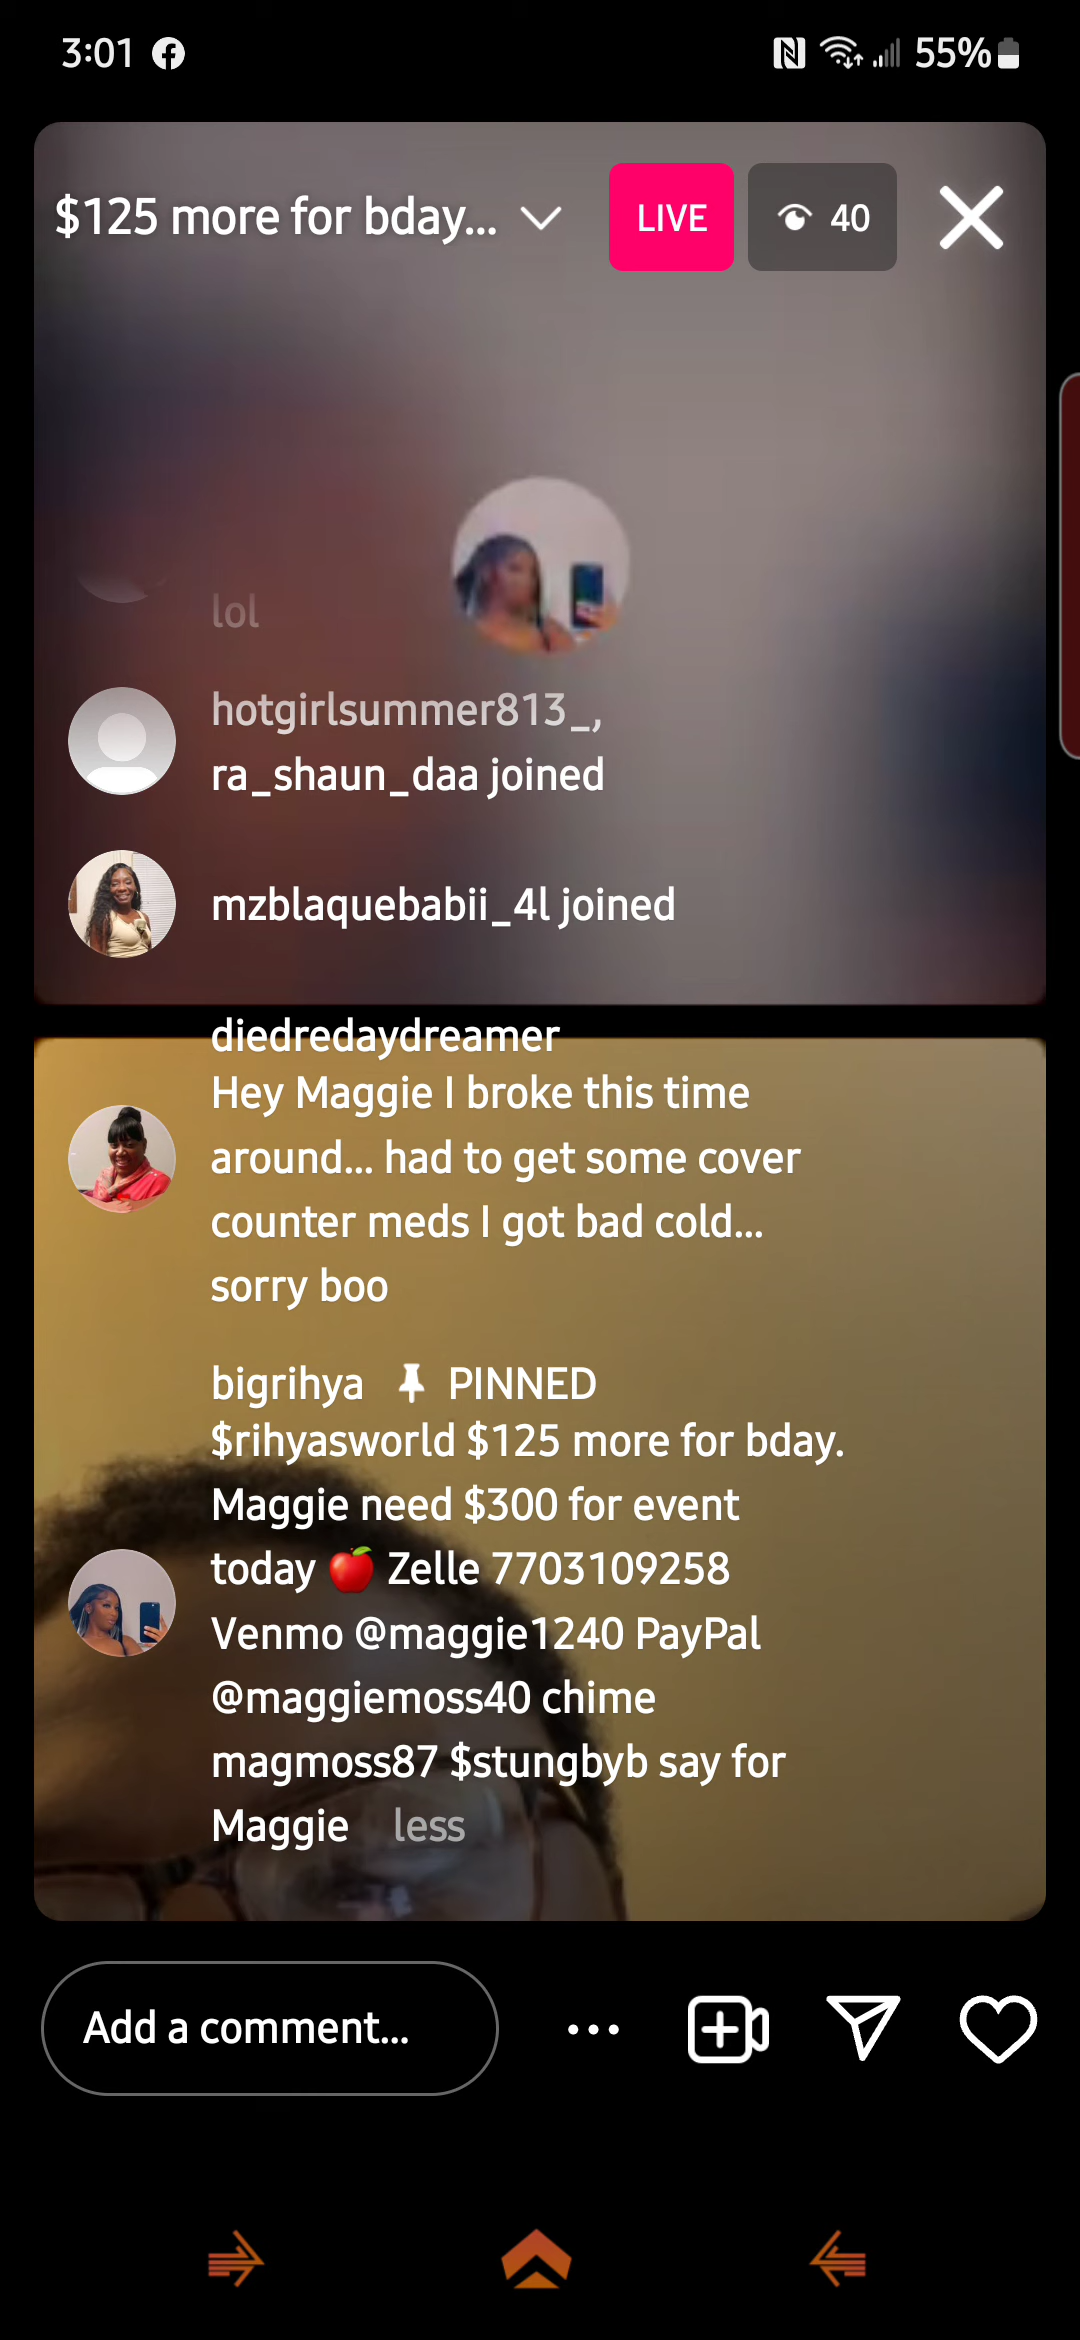 3:01
55%
$125 more for bday...
LIVE
40
lol
hotgirlsummer813_,
ra_shaun_daa joined
mzblaquebabii_4l joined
diedredaydreamer
Hey Maggie I broke this time
around... had to get some cover
counter meds I got bad cold...
sorry boo
bigrihya PINNED
$rihyasworld $125 more for bday.
Maggie need $300 for event
today 🍎 Zelle 7703109258
Venmo @maggie1240 PayPal
@maggiemoss40 chime
magmoss87 $stungbyb say for
Maggie less
Add a comment...